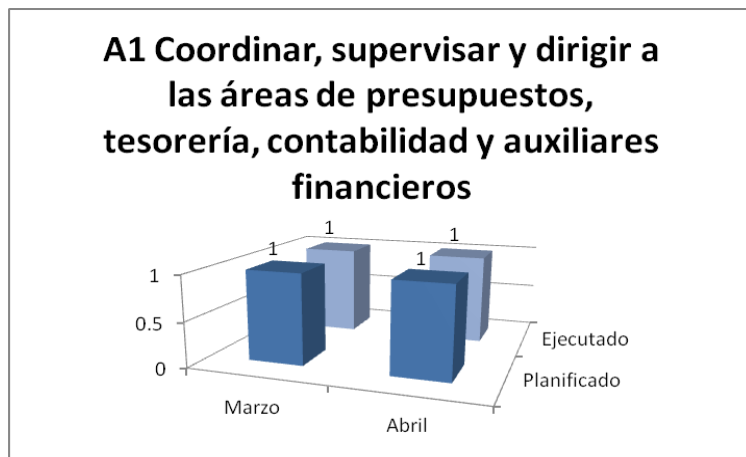 A1 Coordinar, supervisar y dirigir a
las áreas de presupuestos,
tesorería, contabilidad y auxiliares
financieros
1
1
1
1
1
0.5
0
Ejecutado
Planificado
Marzo
Abril